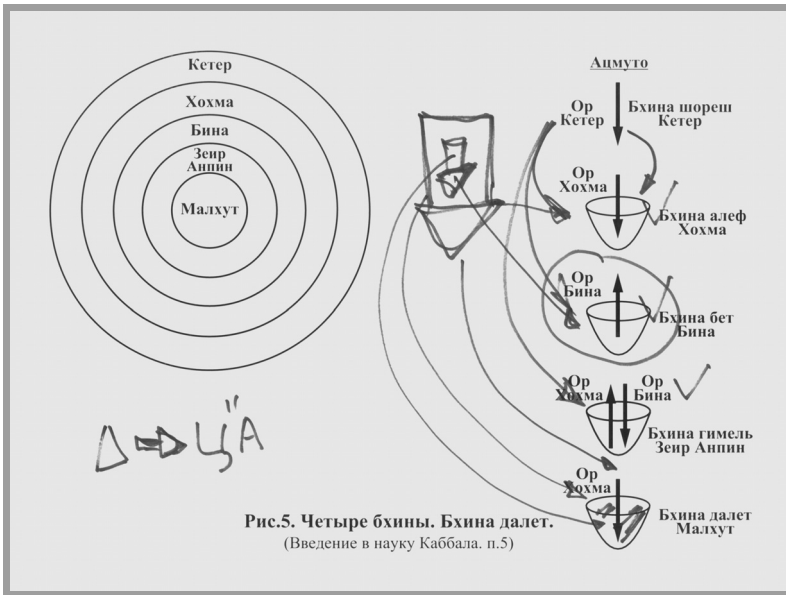 Кетер
Хохма
Бина
Зеир
Анпин
Малхут
Ацмуто
Ор
Кетер
Бхина шореш
Кетер
Ор
Хохма
Бхина алеф
Хохма
Ор
Бина
Бхина бет
Бина
Ор
Хохма
Ор
Бина
Бхина гимель
Зеир Анпин
Ор
Хохма
Бхина далет
Малхут
Ц"А
Рис.5. Четыре бхины. Бхина далет.
(Введение в науку Каббала. п.5)